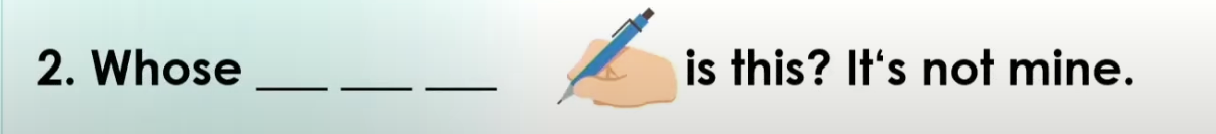 2. Whose ___ ___ ___ is this? It‘s not mine.